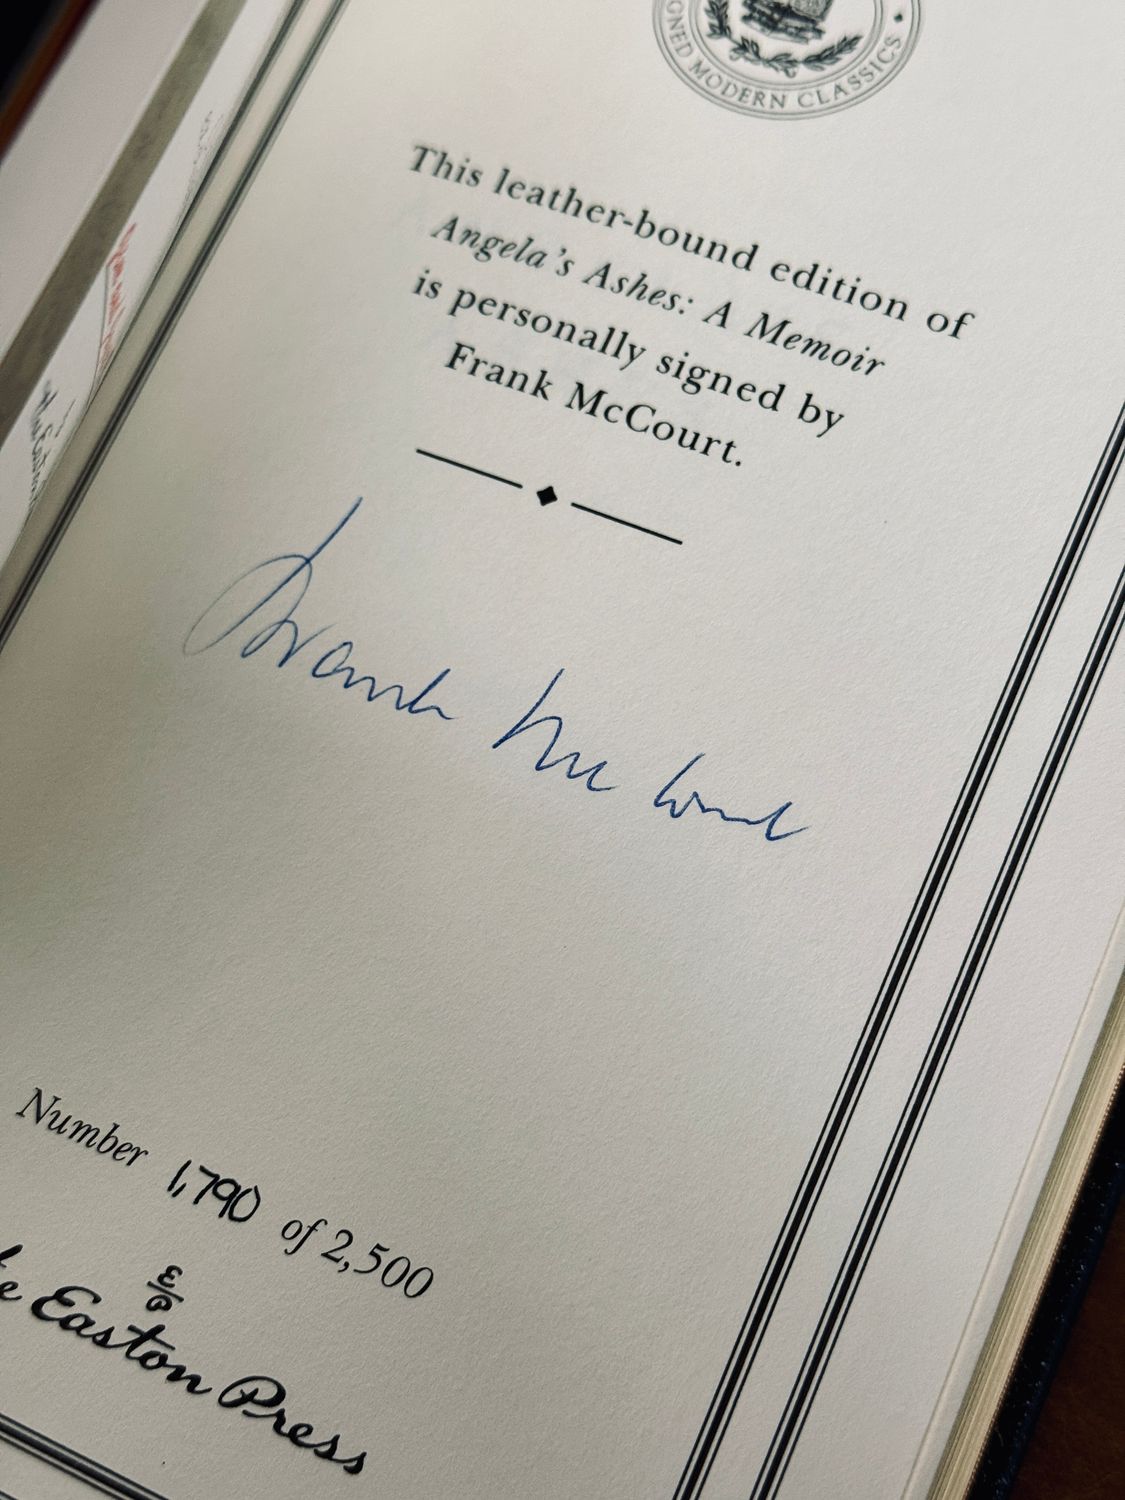 GNED MODERN CLASSICS
This leather-bound edition of
Angela's Ashes: A Memoir
is personally signed by
Frank McCourt.
Frank McCourt
Number 1,790 of 2,500
E/P
e Easton Press